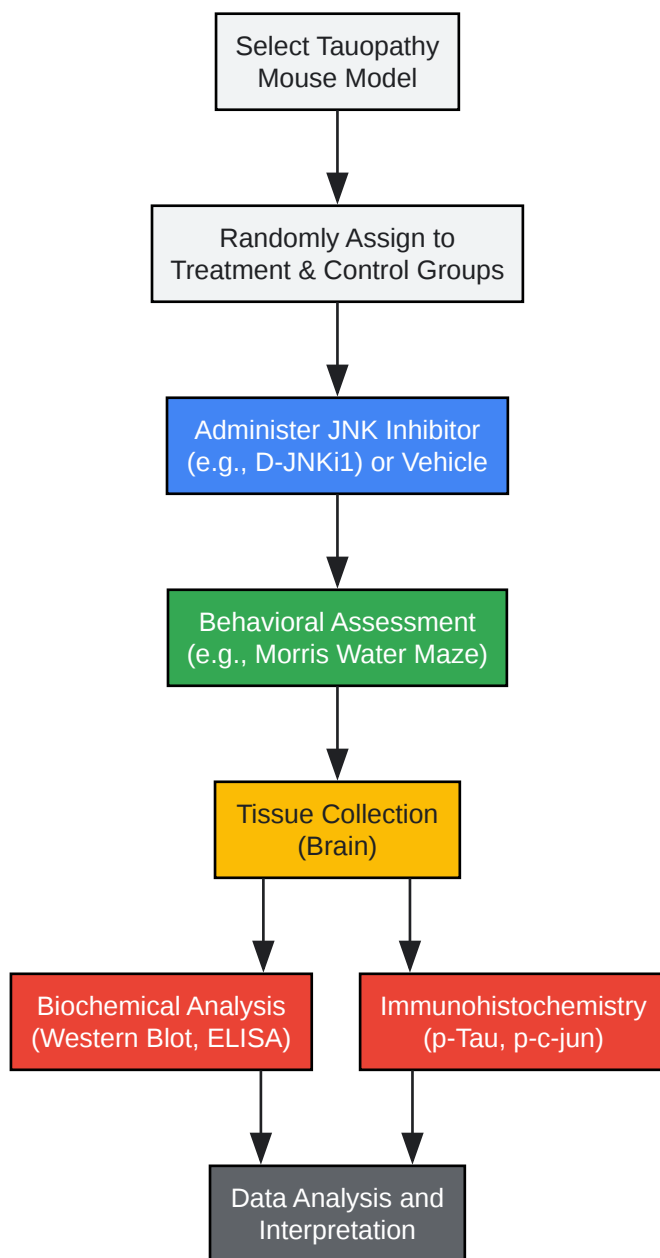 Select Tauopathy
Mouse Model
Randomly Assign to
Treatment & Control Groups
Administer JNK Inhibitor
(e.g., D-JNKi1) or Vehicle
Behavioral Assessment
(e.g., Morris Water Maze)
Tissue Collection
(Brain)
Biochemical Analysis
(Western Blot, ELISA)
Immunohistochemistry
(p-Tau, p-c-jun)
Data Analysis and
Interpretation